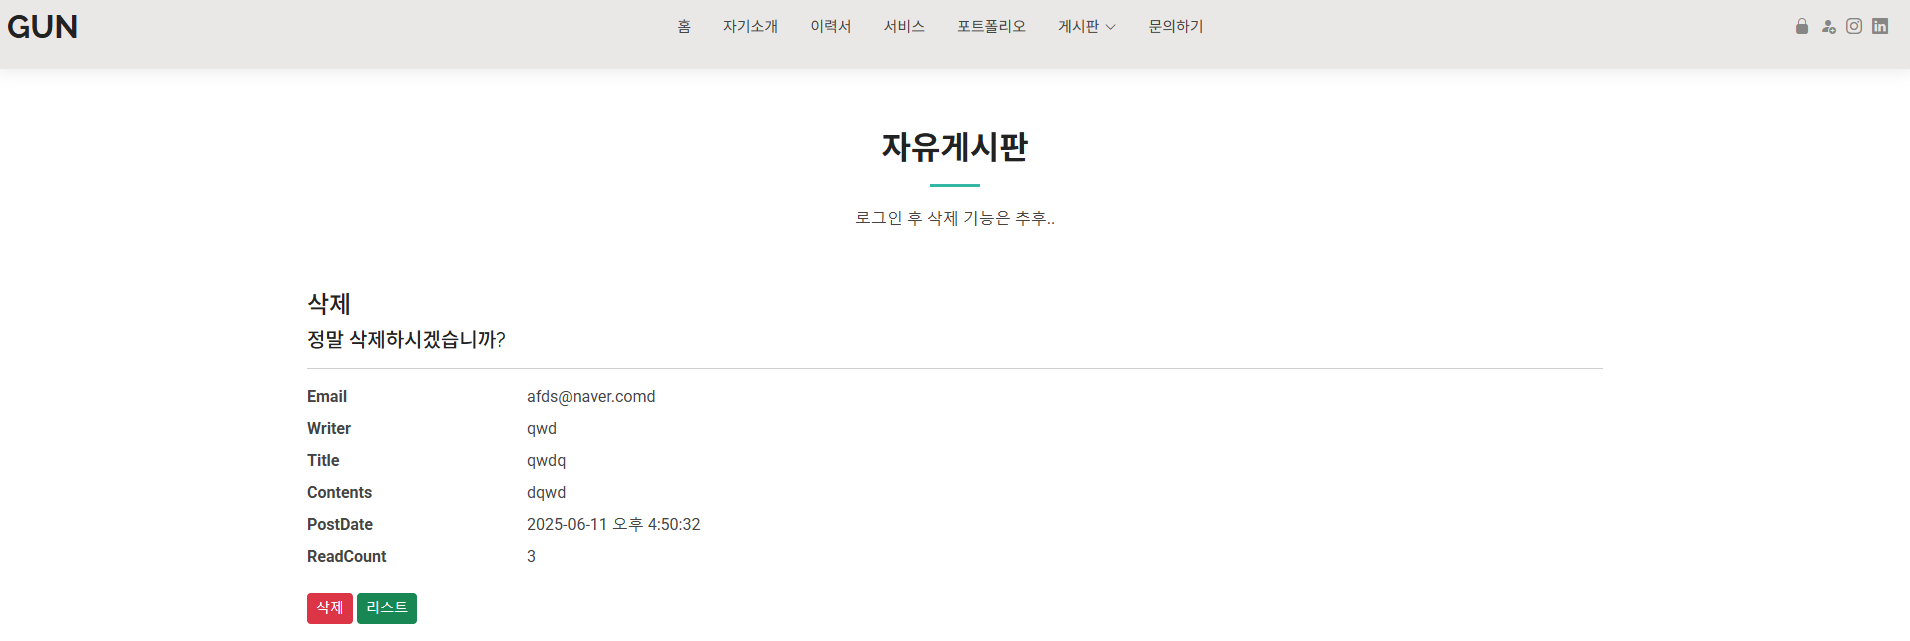 GUN 홈 자기소개 이력서 서비스 포트폴리오 게시판 문의하기
자유게시판
로그인 후 삭제 기능은 추후..
삭제
정말 삭제하시겠습니까?
Email afds@naver.comd
Writer qwd
Title qwdq
Contents dqwd
PostDate 2025-06-11 오후 4:50:32
ReadCount 3
삭제 리스트